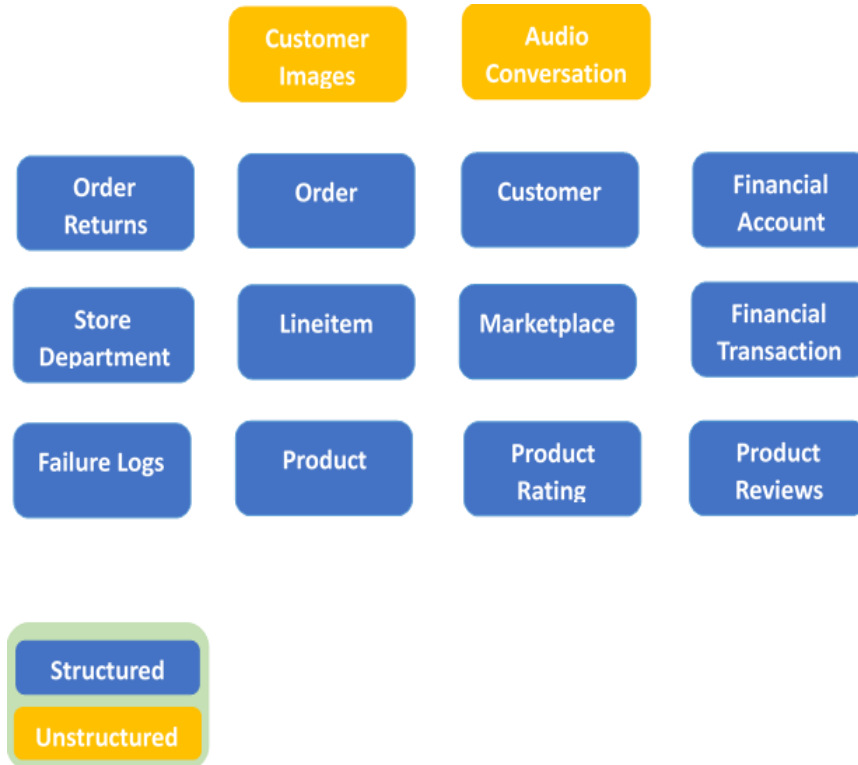 Customer
Images
Audio
Conversation
Order
Returns
Order
Customer
Financial
Account
Store
Department
Lineitem
Marketplace
Financial
Transaction
Failure Logs
Product
Product
Rating
Product
Reviews
Structured
Unstructured